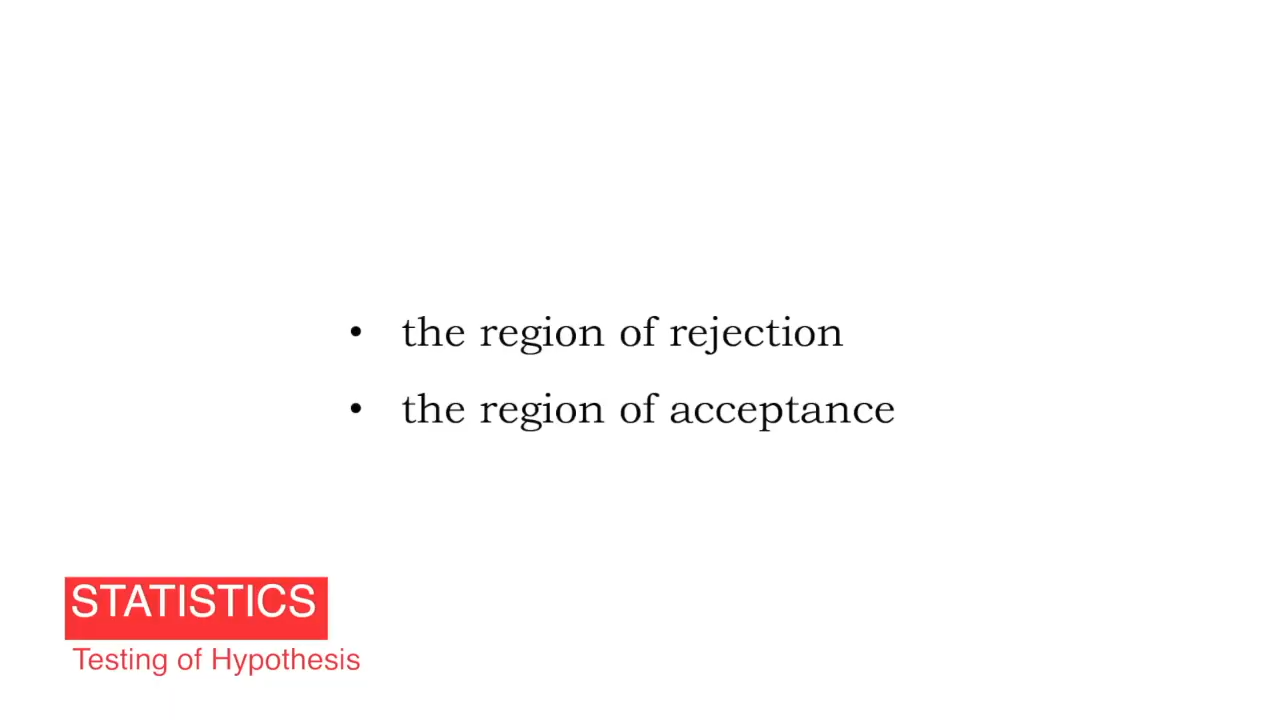 • the region of rejection
• the region of acceptance
STATISTICS
Testing of Hypothesis